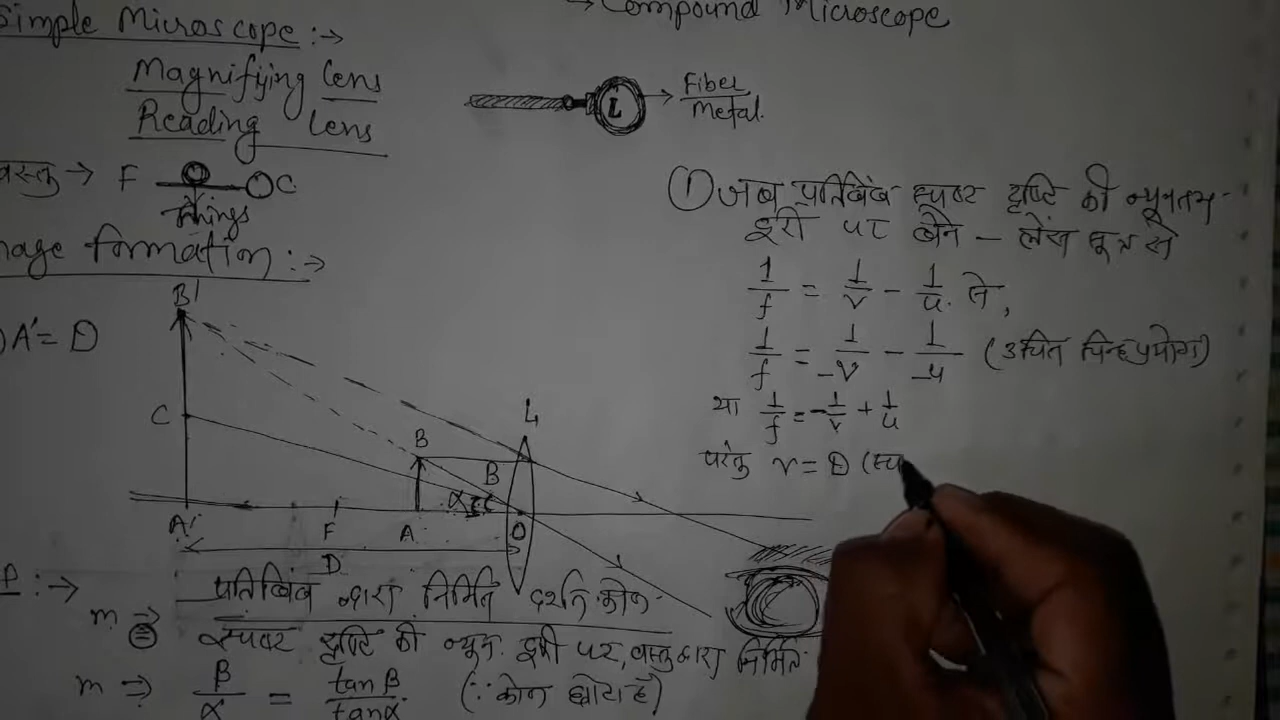 Simple Microscope :→
→ Compound Microscope
Magnifying Lens
Reading Lens
L → Fiber
Metal.
वस्तु → F C
Things
Image formation :→
A' = D
B'
C
B
L
B
α
A' F A O
D
① जब प्रतिबिंब स्पष्ट दृष्टि की न्यूनतम
दूरी पर बने – लेंस सूत्र से
1/f = 1/v - 1/u से,
1/f = 1/-v - 1/-u (उचित चिन्ह प्रयोग)
या 1/f = -1/v + 1/u
परंतु v = D (स्प
P :→
m ⇒ प्रतिबिंब द्वारा निर्मित दर्शन कोण
स्पष्ट दृष्टि की न्यून. दूरी पर, वस्तु द्वारा निर्मित
m ⇒ β/α = tanβ/tanα (∵ कोण छोटा है)